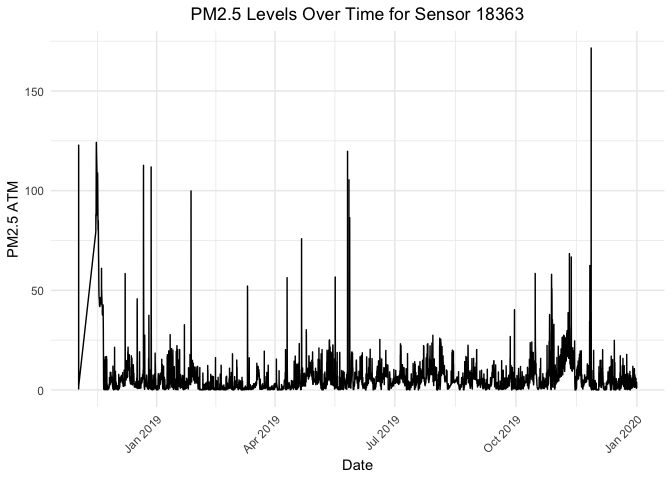 PM2.5 Levels Over Time for Sensor 18363
150
100
50
0
PM2.5 ATM
Jan 2019
Apr 2019
Jul 2019
Oct 2019
Jan 2020
Date